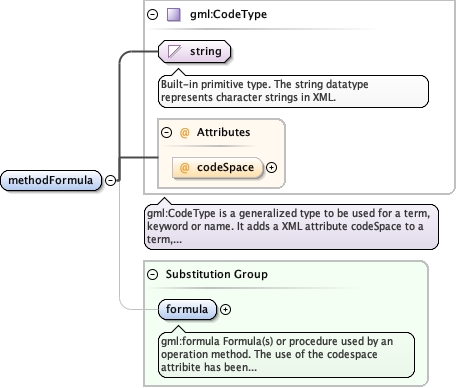 gml:CodeType
string
Built-in primitive type. The string datatype
represents character strings in XML.
@ Attributes
@ codeSpace
methodFormula
gml:CodeType is a generalized type to be used for a term,
keyword or name. It adds a XML attribute codeSpace to a
term,...
Substitution Group
formula
gml:formula Formula(s) or procedure used by an
operation method. The use of the codespace
attribite has been...